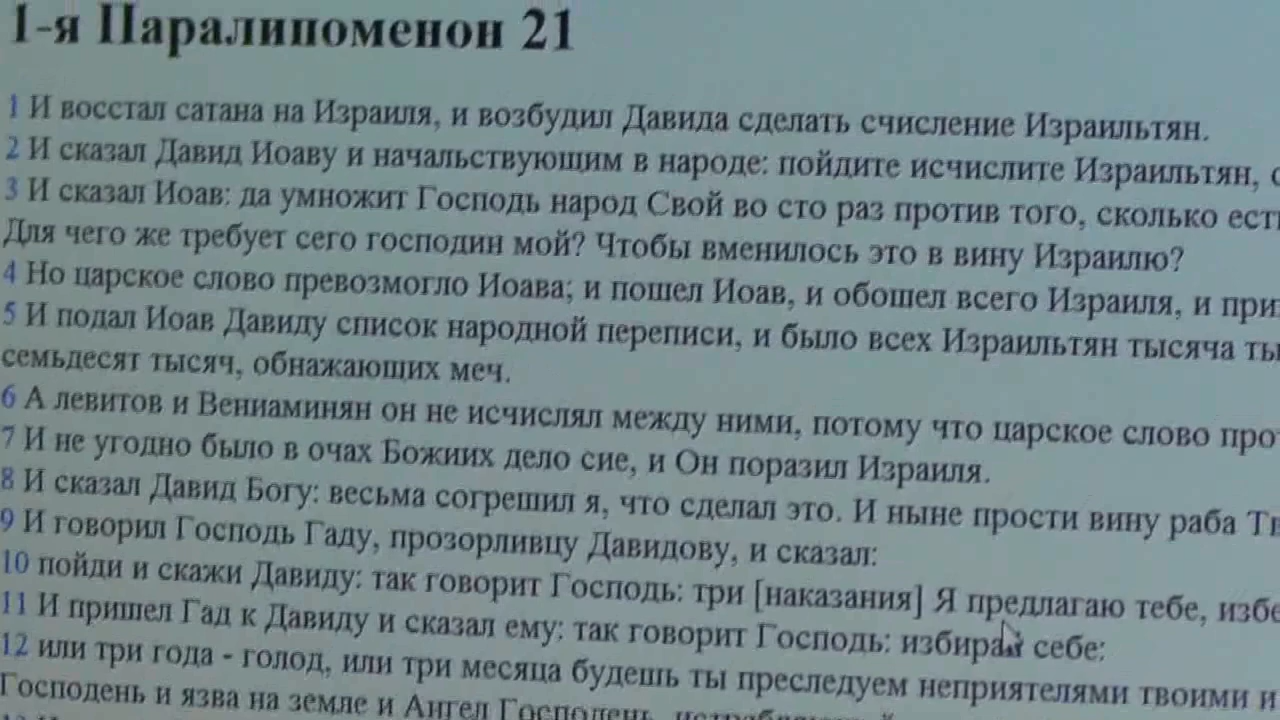 1-я Паралипоменон 21
1 И восстал сатана на Израиля, и возбудил Давида сделать счисление Израильтян.
2 И сказал Давид Иоаву и начальствующим в народе: пойдите исчислите Израильтян,
3 И сказал Иоав: да умножит Господь народ Свой во сто раз против того, сколько
Для чего же требует сего господин мой? Чтобы вменилось это в вину Израилю?
4 Но царское слово превозмогло Иоава; и пошел Иоав, и обошел всего Израиля, и
5 И подал Иоав Давиду список народной переписи, и было всех Израильтян тысяча
семьдесят тысяч, обнажающих меч.
6 А левитов и Вениаминян он не исчислял между ними, потому что царское слово
7 И не угодно было в очах Божиих дело сие, и Он поразил Израиля.
8 И сказал Давид Богу: весьма согрешил я, что сделал это. И ныне прости вину раба
9 И говорил Господь Гаду, прозорливцу Давидову, и сказал:
10 пойди и скажи Давиду: так говорит Господь: три [наказания] Я предлагаю тебе,
11 И пришел Гад к Давиду и сказал ему: так говорит Господь: избирай себе:
12 или три года - голод, или три месяца будешь ты преследуем неприятелями твоими и
Господень и язва на земле и Ангел Господень,